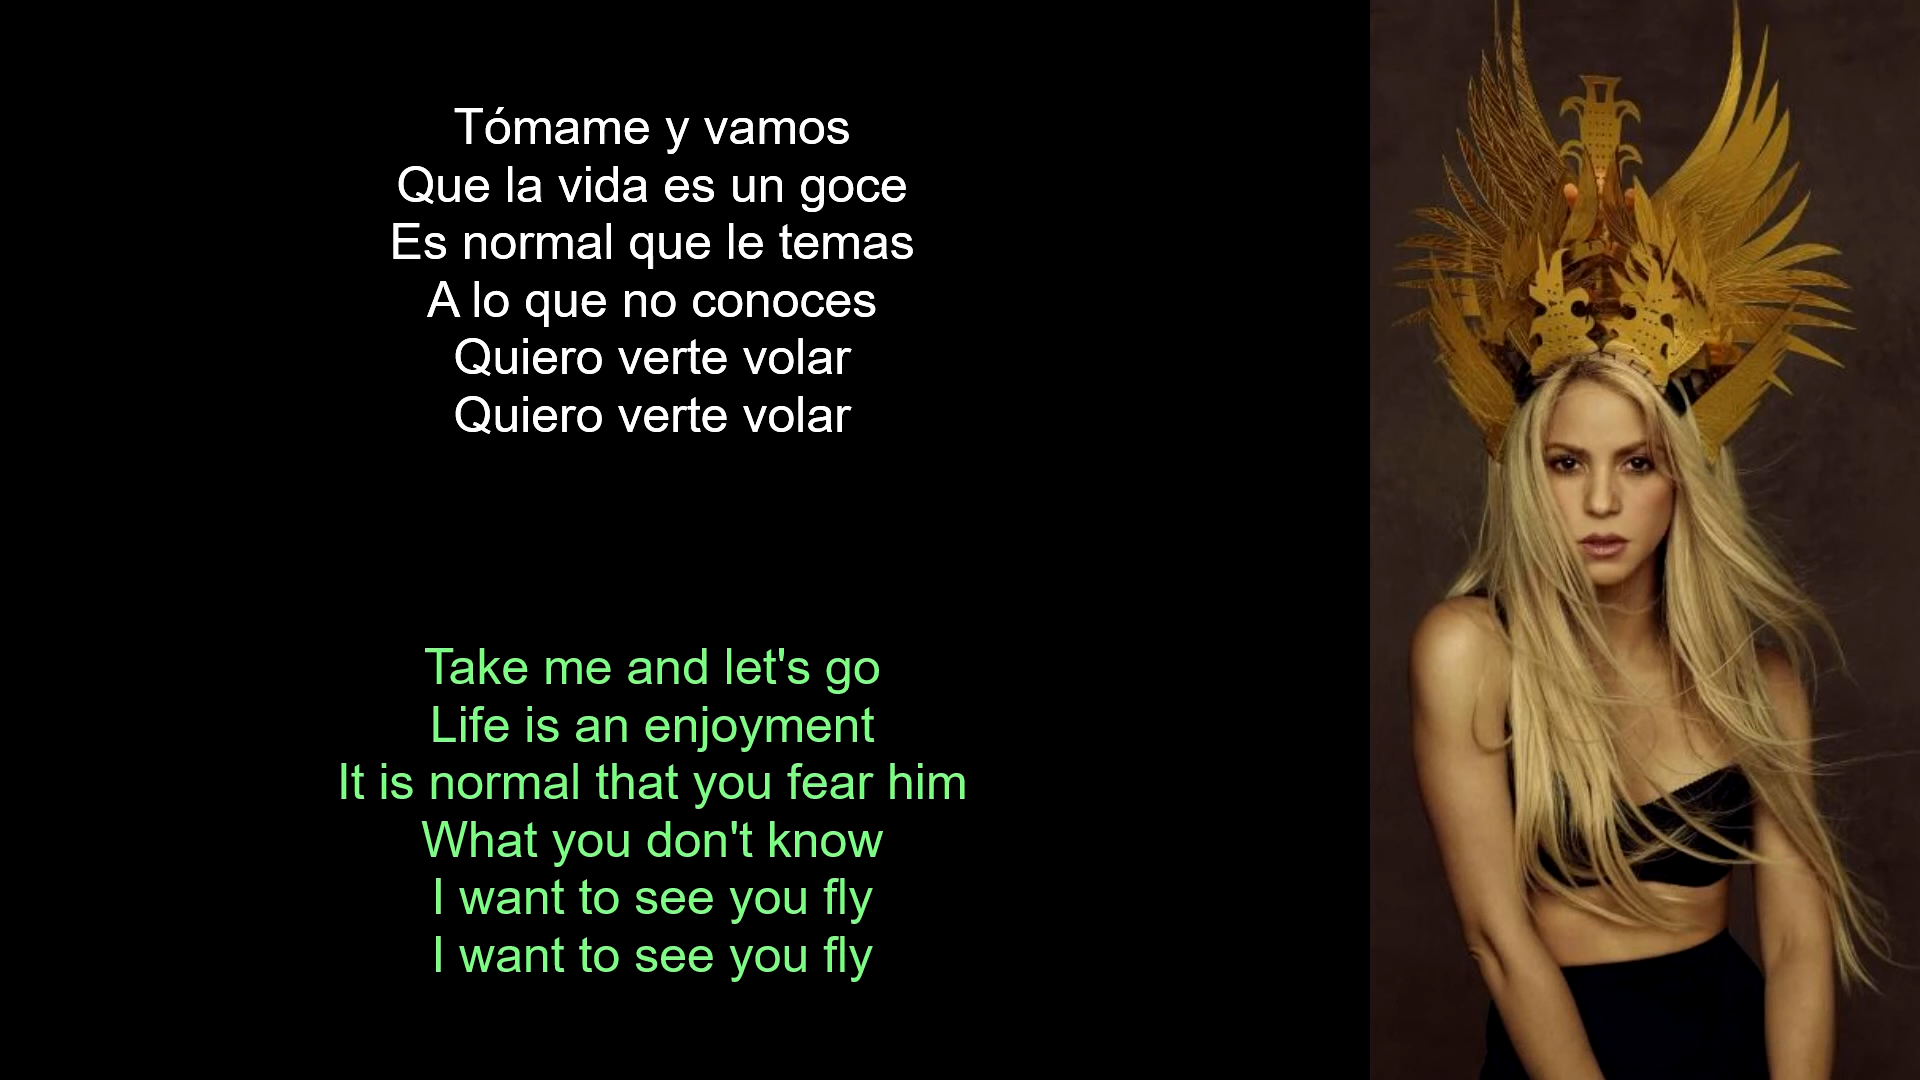 Tómame y vamos
Que la vida es un goce
Es normal que le temas
A lo que no conoces
Quiero verte volar
Quiero verte volar
Take me and let's go
Life is an enjoyment
It is normal that you fear him
What you don't know
I want to see you fly
I want to see you fly